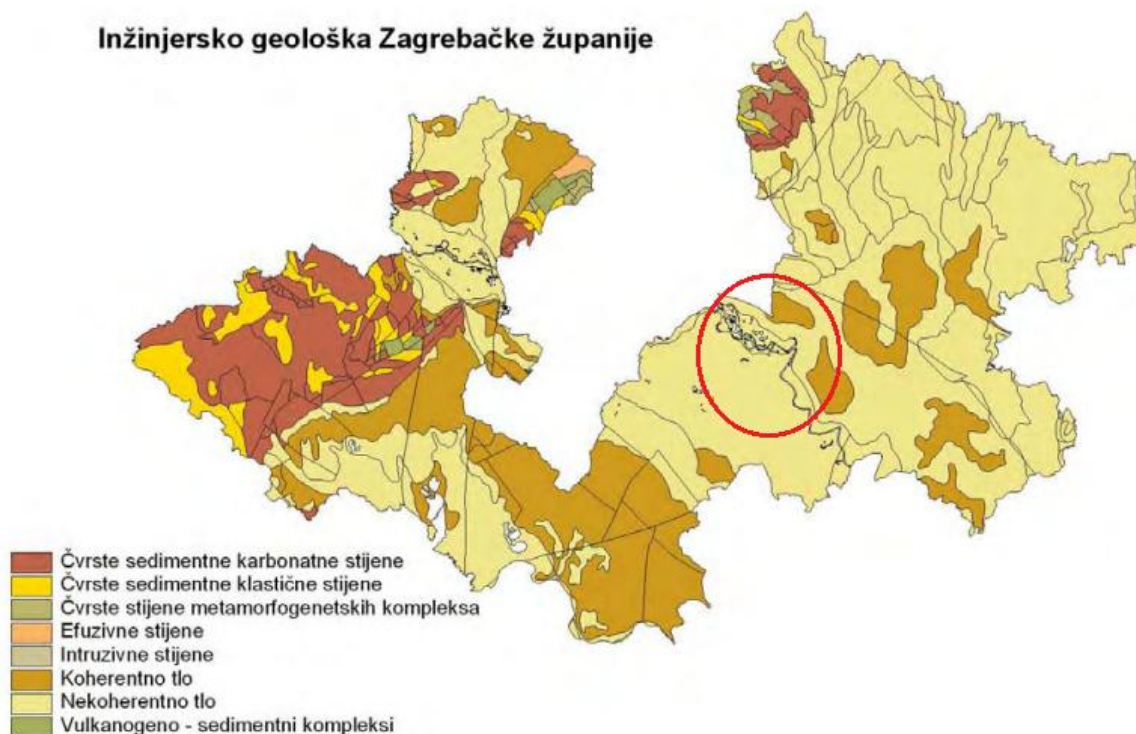 Inžinjersko geološka Zagrebačke županije
Čvrste sedimentne karbonatne stijene
Čvrste sedimentne klastične stijene
Čvrste stijene metamorfogenetskih kompleksa
Efuzivne stijene
Intruzivne stijene
Koherentno tlo
Nekoherentno tlo
Vulkanogeno - sedimentni kompleksi